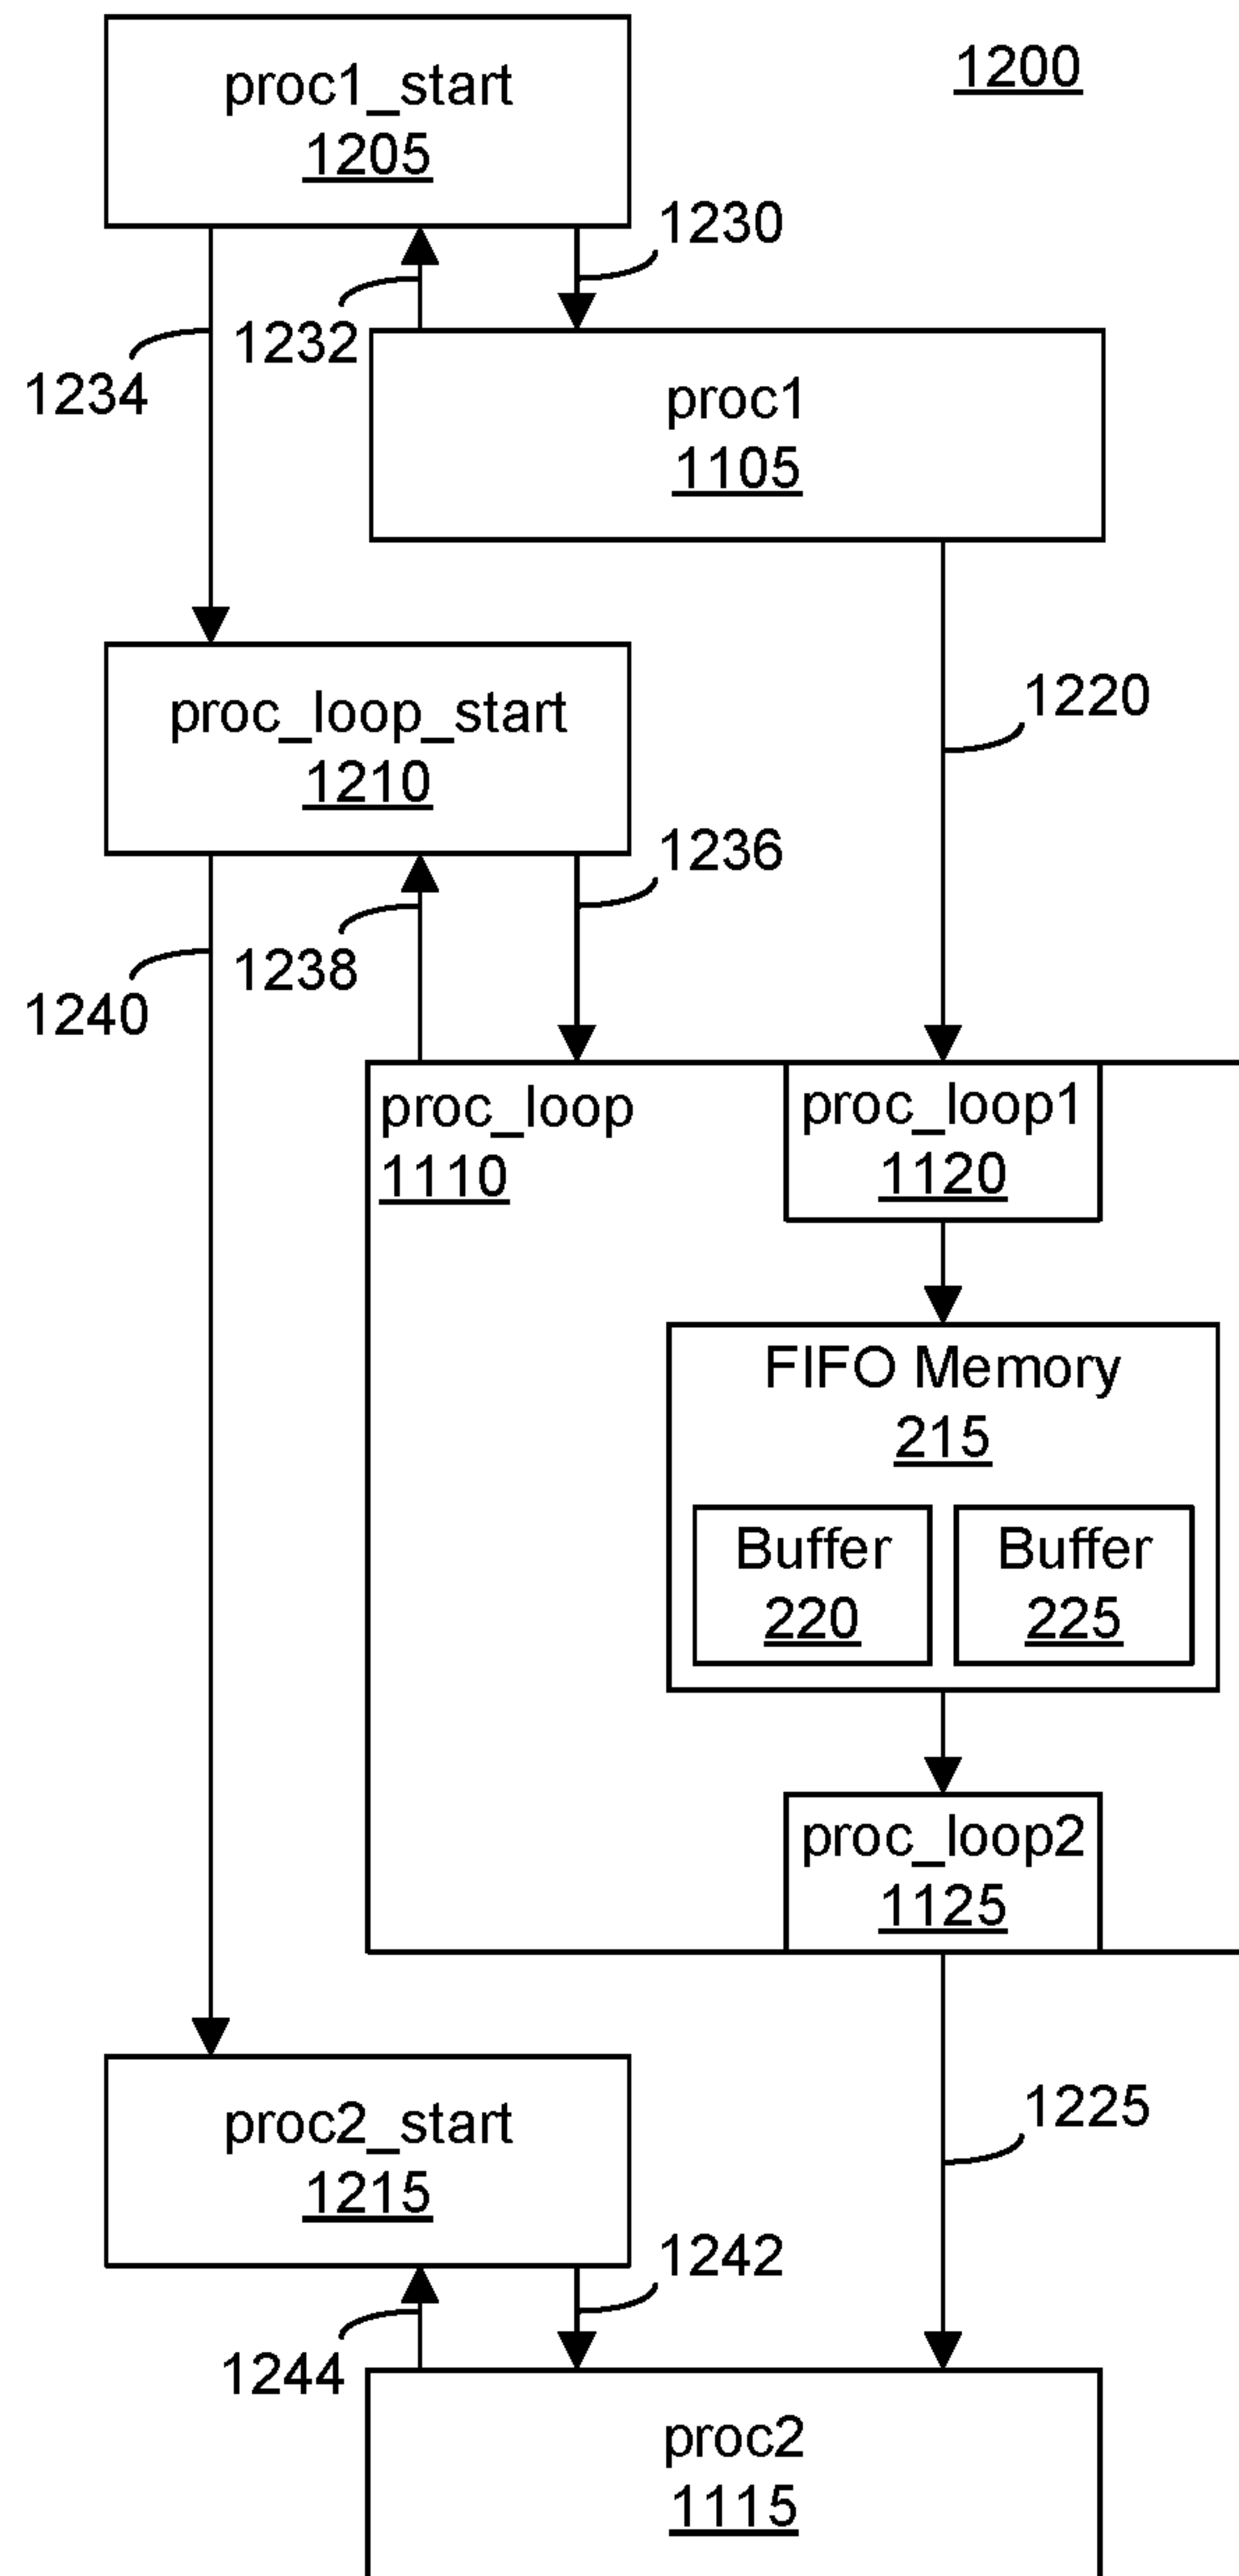 1200
proc1_start
1205
1230
1232
1234
proc1
1105
1220
proc_loop_start
1210
1236
1238
1240
proc_loop
1110
proc_loop1
1120
FIFO Memory
215
Buffer
220
Buffer
225
proc_loop2
1125
1225
proc2_start
1215
1242
1244
proc2
1115